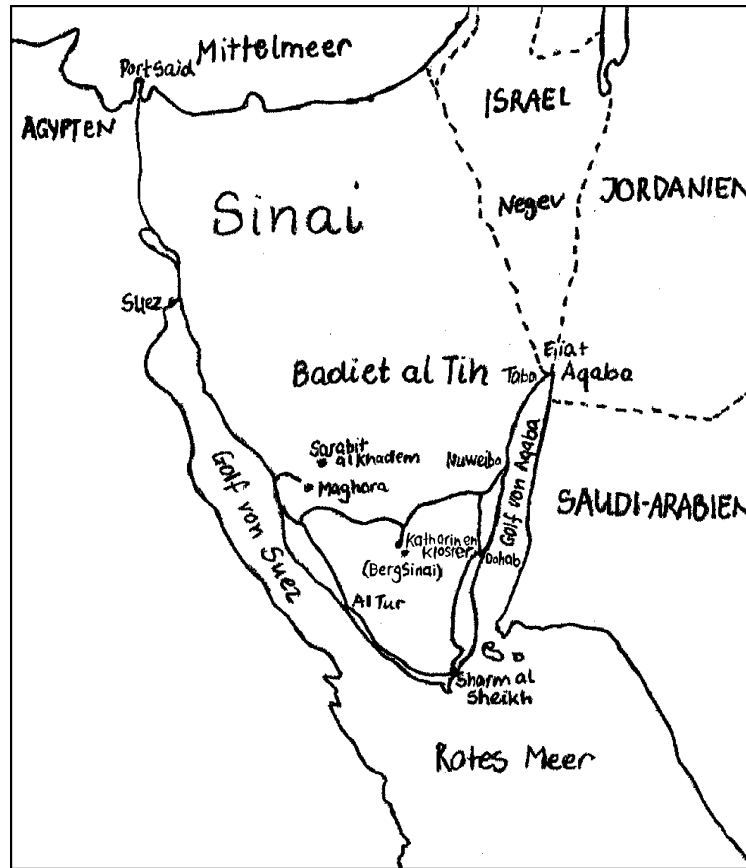 Mittelmeer
Port Said
ÄGYPTEN
ISRAEL
JORDANIEN
Negev
Sinai
Suez
Eilat
Badiet al Tih
Taba
Aqaba
Sarabit
al Khadem
Maghara
Nuweiba
Golf von Aqaba
SAUDI-ARABIEN
Golf von Suez
Katharinen
Kloster
(Berg Sinai)
Dahab
Al Tur
Sharm al
Sheikh
Rotes Meer